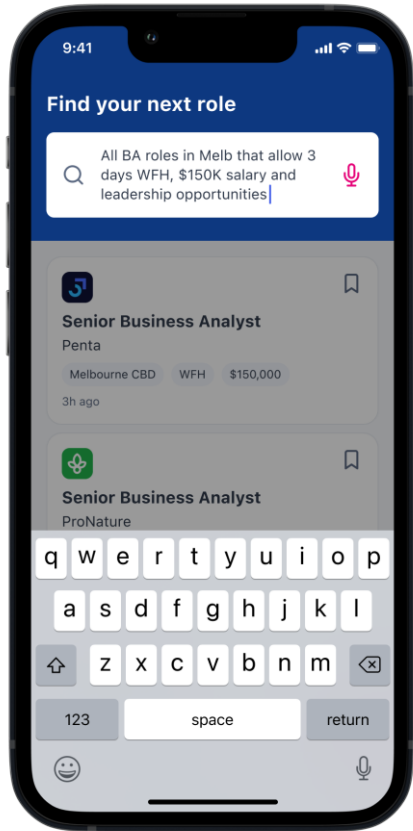 9:41
Find your next role
All BA roles in Melb that allow 3
days WFH, $150K salary and
leadership opportunities
Senior Business Analyst
Penta
Melbourne CBD WFH $150,000
3h ago
Senior Business Analyst
ProNature
q w e r t y u i o p
a s d f g h j k l
z x c v b n m
123 space return